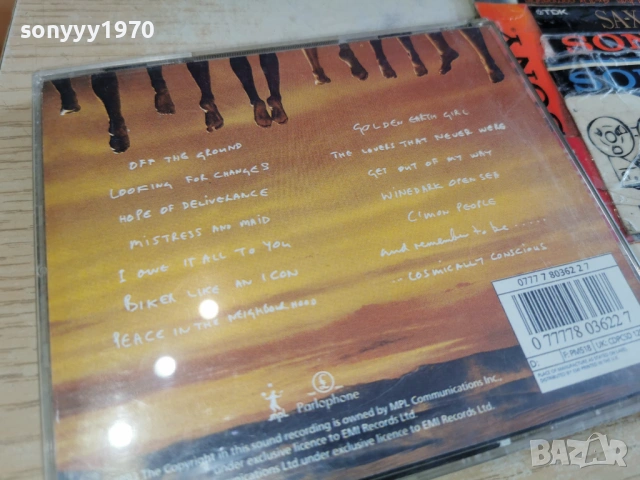 sonyyy1970
TDK
OFF THE GROUND
LOOKING FOR CHANGES
HOPE OF DELIVERANCE
MISTRESS AND MAID
I OWE IT ALL TO YOU
BIKER LIKE AN ICON
PEACE IN THE NEIGHBOURHOOD
GOLDEN EARTH GIRL
THE LOVERS THAT NEVER WERE
GET OUT OF MY WAY
WINEDARK OPEN SEA
C'MON PEOPLE
and remember to be .....
.. COSMICALLY CONSCIOUS
0777 7 80362 2 7
0 77778 03622 7
Parlophone
The Copyright in this sound recording is owned by MPL Communications Inc.,
under exclusive licence to EMI Records Ltd.
nications Ltd under exclusive licence to EMI Records Ltd.
BAZAR